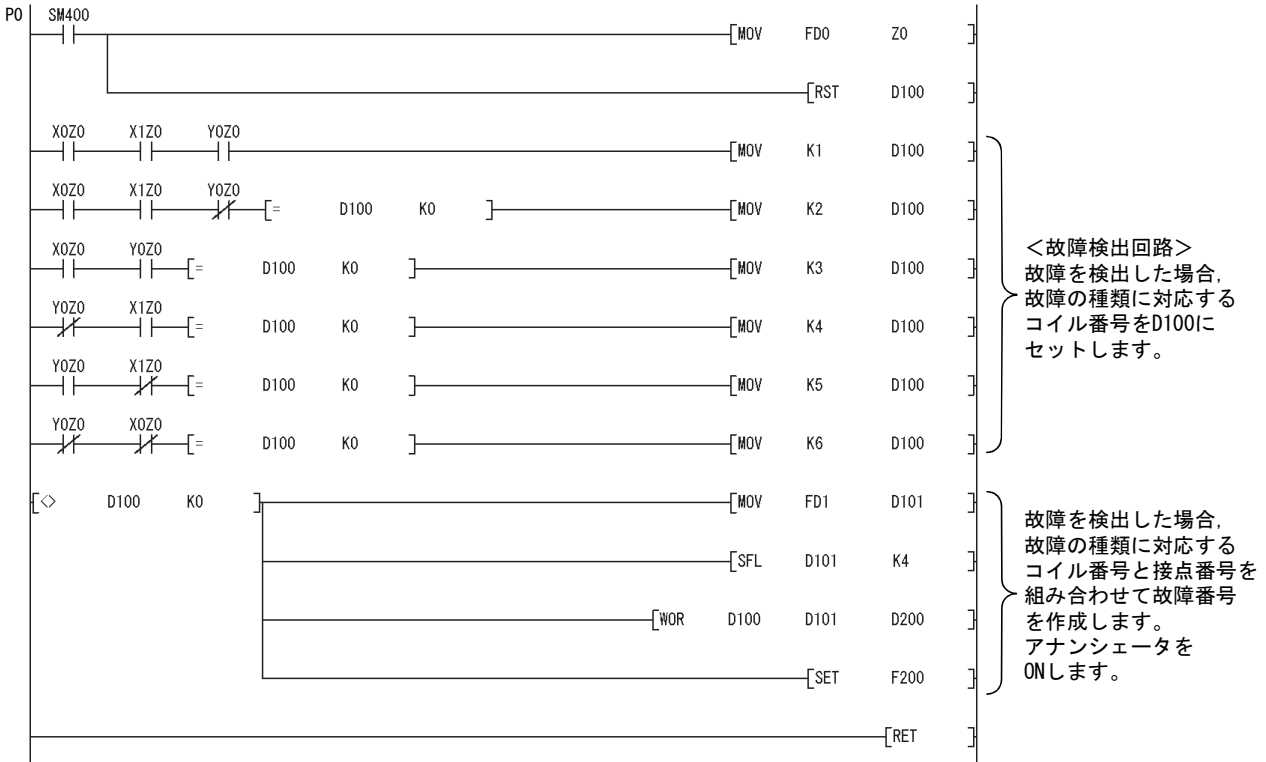 P0 SM400
[MOV FD0 Z0 ]
[RST D100 ]
X0Z0 X1Z0 Y0Z0
[MOV K1 D100 ]
X0Z0 X1Z0 Y0Z0
[= D100 K0 ] [MOV K2 D100 ]
X0Z0 Y0Z0
[= D100 K0 ] [MOV K3 D100 ]
Y0Z0 X1Z0
[= D100 K0 ] [MOV K4 D100 ]
Y0Z0 X1Z0
[= D100 K0 ] [MOV K5 D100 ]
Y0Z0 X0Z0
[= D100 K0 ] [MOV K6 D100 ]
<故障検出回路>
故障を検出した場合,
故障の種類に対応する
コイル番号をD100に
セットします。
[<> D100 K0 ] [MOV FD1 D101 ]
[SFL D101 K4 ]
[WOR D100 D101 D200 ]
[SET F200 ]
故障を検出した場合,
故障の種類に対応する
コイル番号と接点番号を
組み合わせて故障番号
を作成します。
アナンシェータを
ONします。
[RET ]